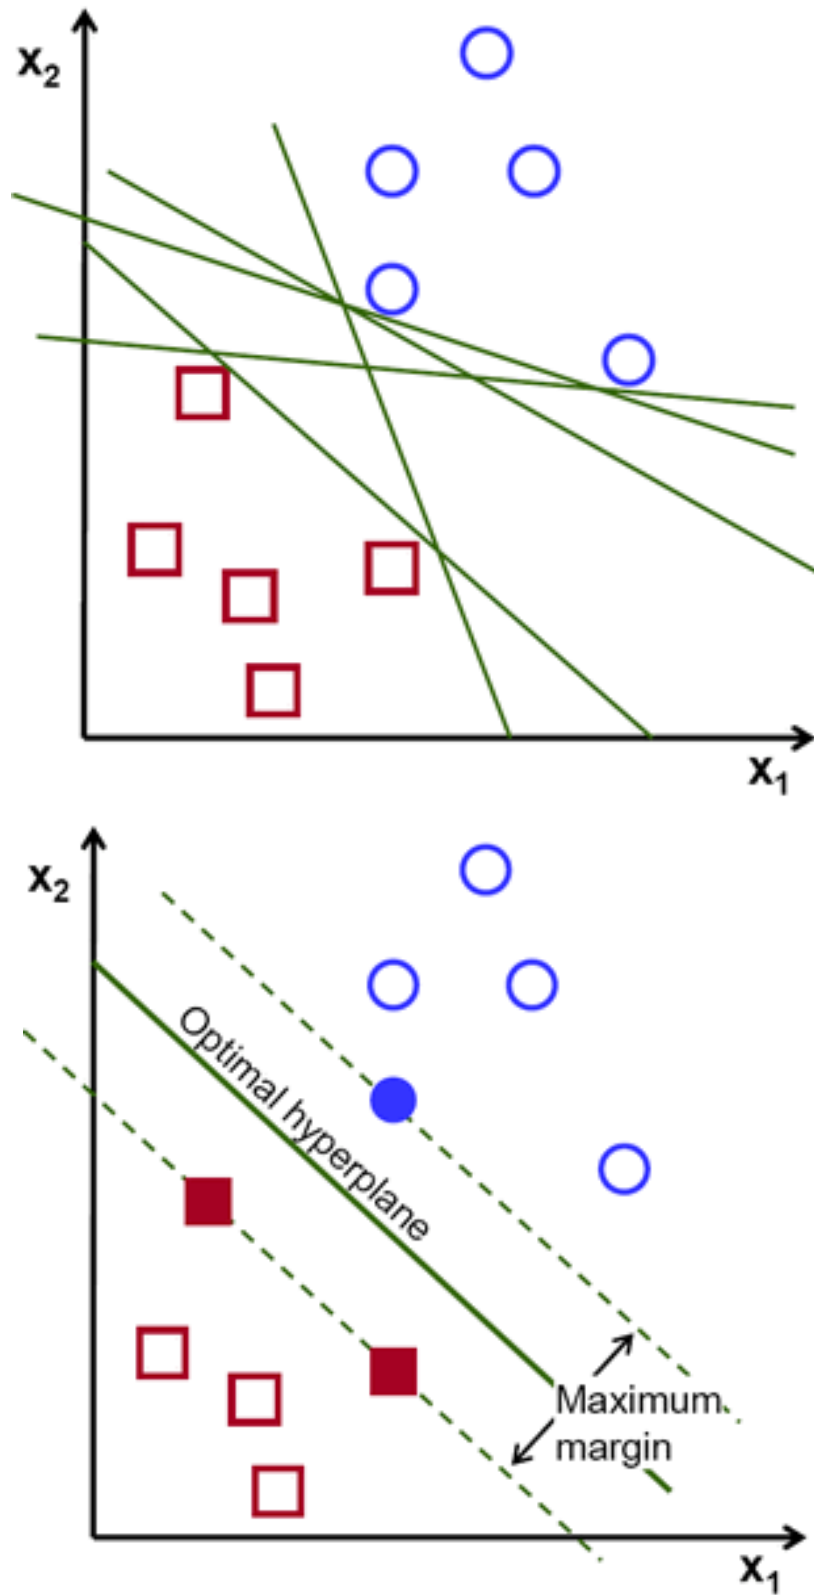 x₂
x₁
x₂
Optimal hyperplane
Maximum
margin
x₁